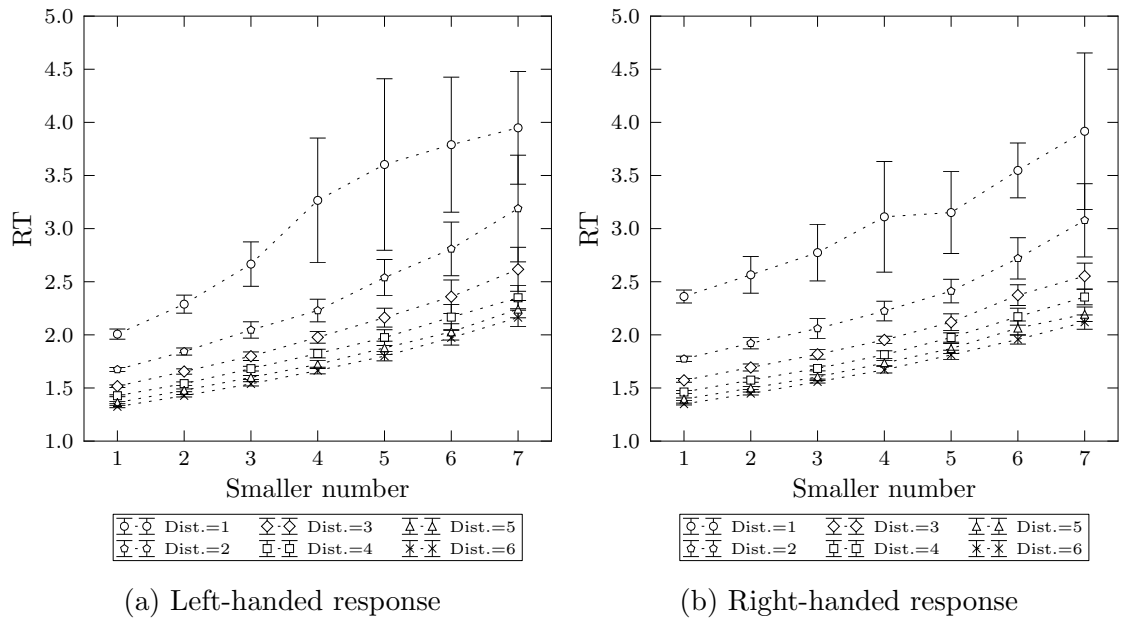 5.0
4.5
4.0
3.5
3.0
2.5
2.0
1.5
1.0
RT
1 2 3 4 5 6 7
Smaller number
Dist.=1 Dist.=3 Dist.=5
Dist.=2 Dist.=4 Dist.=6
(a) Left-handed response
5.0
4.5
4.0
3.5
3.0
2.5
2.0
1.5
1.0
RT
1 2 3 4 5 6 7
Smaller number
Dist.=1 Dist.=3 Dist.=5
Dist.=2 Dist.=4 Dist.=6
(b) Right-handed response